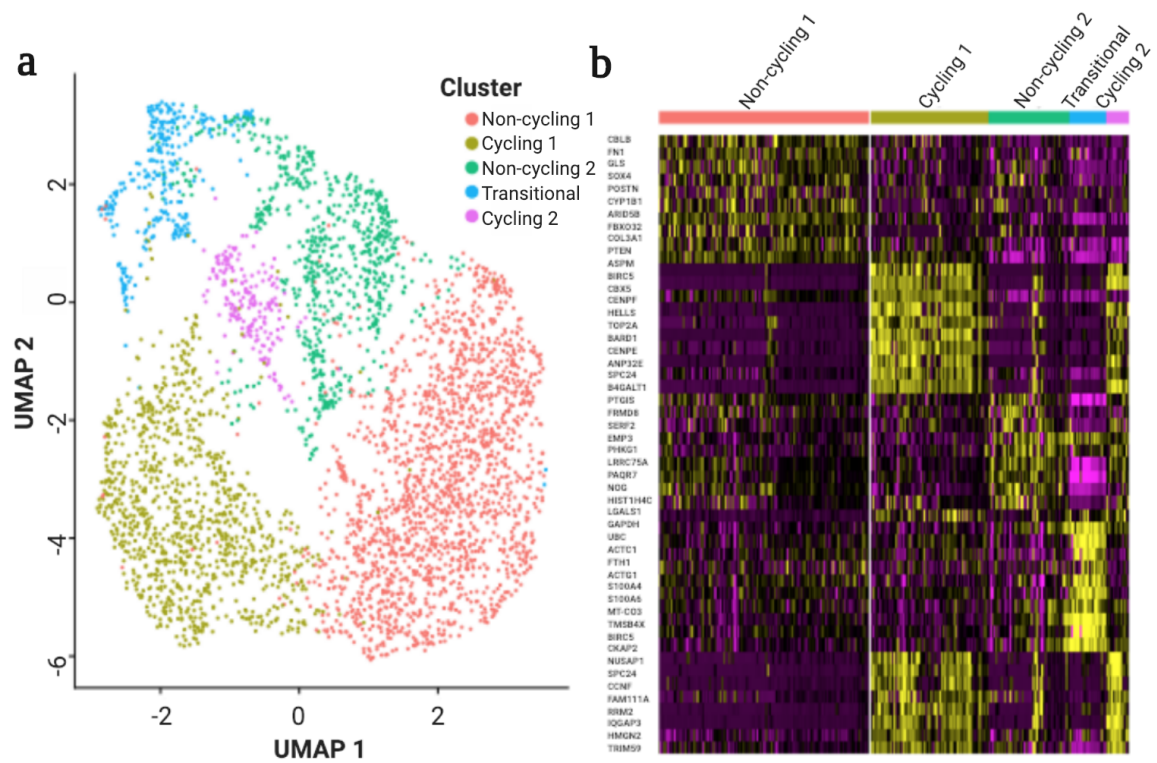 a
Cluster
Non-cycling 1
Cycling 1
Non-cycling 2
Transitional
Cycling 2
2
0
-2
-4
-6
UMAP 2
-2
0
2
UMAP 1
b
Non-cycling 1
Cycling 1
Non-cycling 2
Transitional
Cycling 2
CBLB
FN1
GLS
SOX4
POSTN
CYP1B1
ARID5B
FBXO32
COL3A1
PTEN
ASPM
BIRC5
CBX5
CENPF
HELLS
TOP2A
BARD1
CENPE
ANP32E
SPC24
B4GALT1
PTGIS
FRMD8
SERF2
EMP3
PHKG1
LRRC75A
PAQR7
NOG
HIST1H4C
LGALS1
GAPDH
UBC
ACTC1
FTH1
ACTG1
S100A4
S100A6
MT-CO3
TMSB4X
BIRC5
CKAP2
NUSAP1
SPC24
CCNF
FAM111A
RRM2
IQGAP3
HMGN2
TRIM59